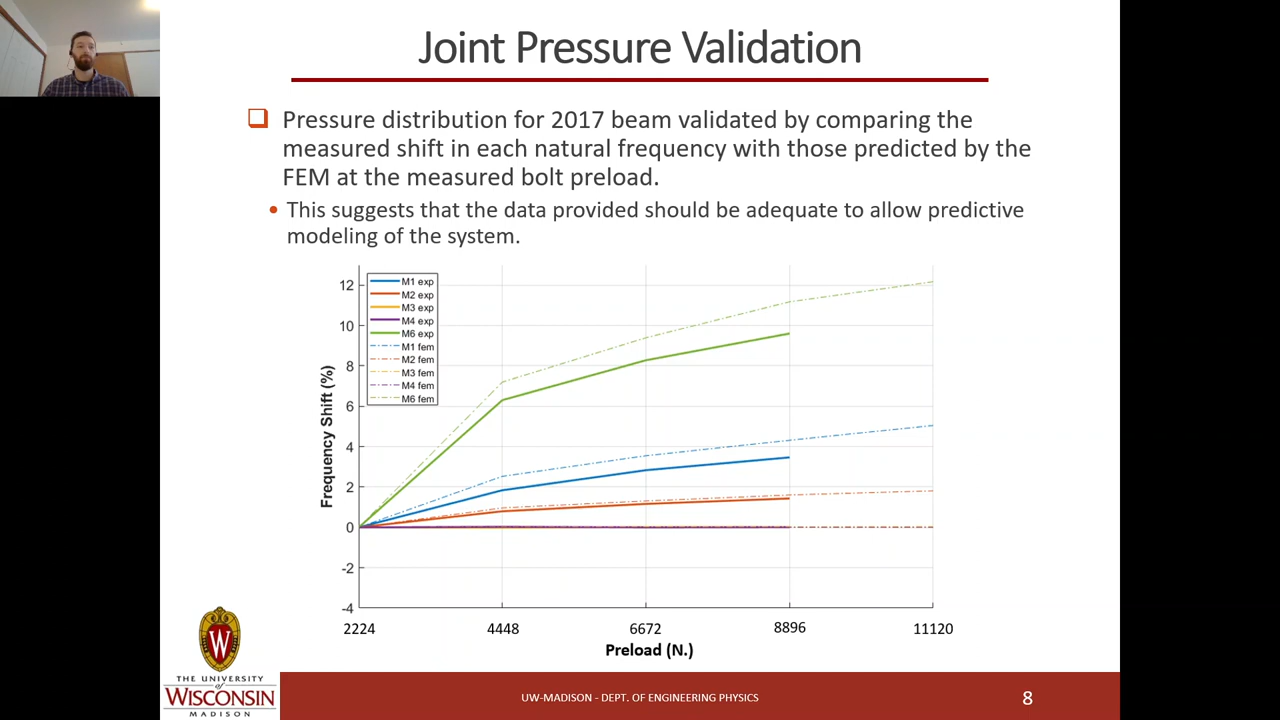 Joint Pressure Validation
Pressure distribution for 2017 beam validated by comparing the
measured shift in each natural frequency with those predicted by the
FEM at the measured bolt preload.
This suggests that the data provided should be adequate to allow predictive
modeling of the system.
M1 exp
M2 exp
M3 exp
M4 exp
M6 exp
M1 fem
M2 fem
M3 fem
M4 fem
M6 fem
12
10
8
6
4
2
0
-2
-4
Frequency Shift (%)
2224 4448 6672 8896 11120
Preload (N.)
W
THE UNIVERSITY
of
WISCONSIN
MADISON
UW-MADISON - DEPT. OF ENGINEERING PHYSICS
8